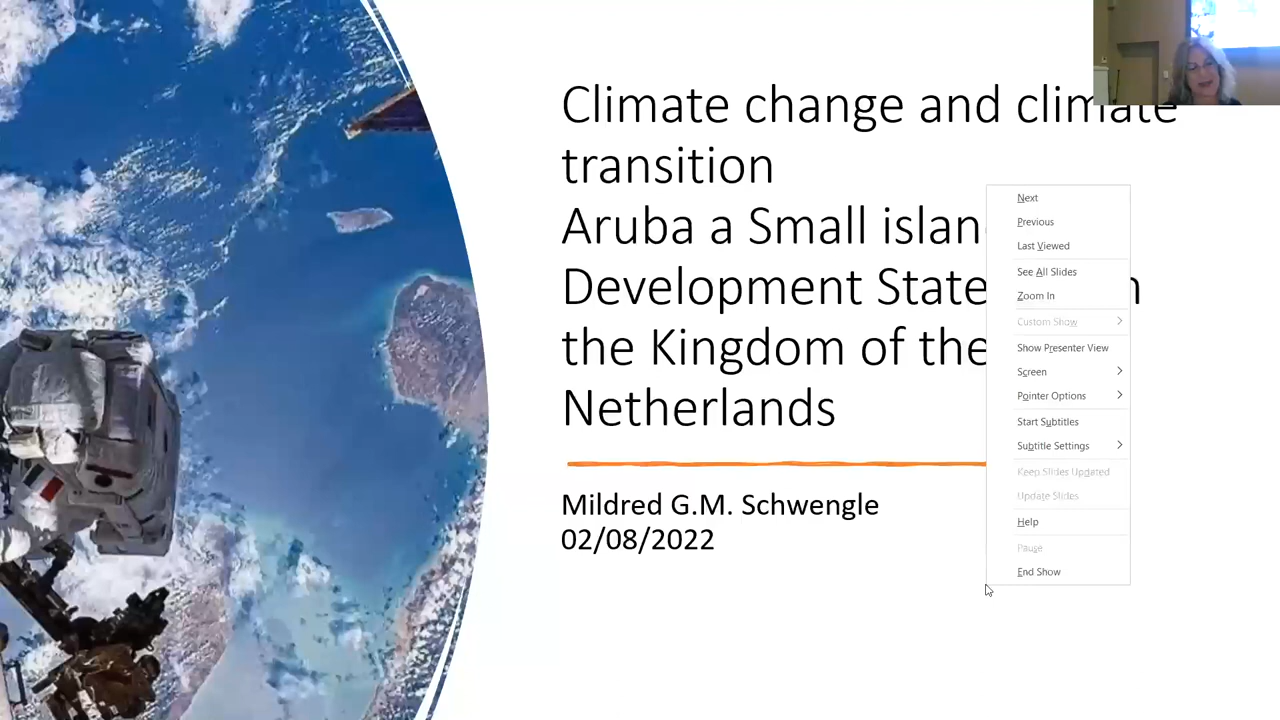 Climate change and climate
transition
Aruba a Small islan
Development State
the Kingdom of the
Netherlands
Mildred G.M. Schwengle
02/08/2022
Next
Previous
Last Viewed
See All Slides
Zoom In
Custom Show
Show Presenter View
Screen
Pointer Options
Start Subtitles
Subtitle Settings
Keep Slides Updated
Update Slides
Help
Pause
End Show